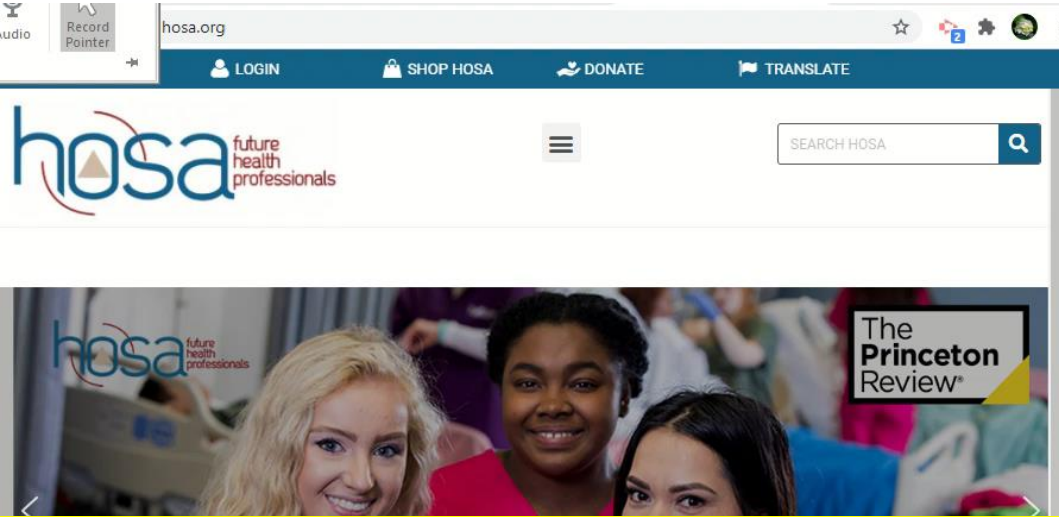 Audio
Record
Pointer
hosa.org
2
LOGIN
SHOP HOSA
DONATE
TRANSLATE
hosa future
health
professionals
SEARCH HOSA
hosa future
health
professionals
The
Princeton
Review®